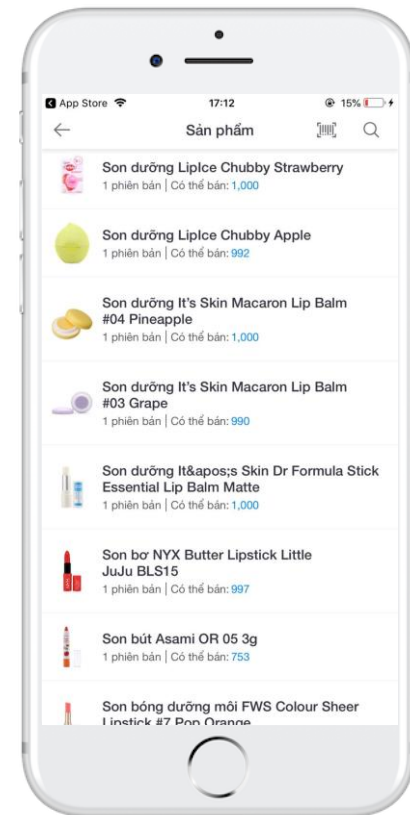 App Store
17:12
15%
Sản phẩm
Son dưỡng LipIce Chubby Strawberry
1 phiên bản | Có thể bán: 1,000
Son dưỡng LipIce Chubby Apple
1 phiên bản | Có thể bán: 992
Son dưỡng It's Skin Macaron Lip Balm
#04 Pineapple
1 phiên bản | Có thể bán: 1,000
Son dưỡng It's Skin Macaron Lip Balm
#03 Grape
1 phiên bản | Có thể bán: 990
Son dưỡng It&apos;s Skin Dr Formula Stick
Essential Lip Balm Matte
1 phiên bản | Có thể bán: 1,000
Son bơ NYX Butter Lipstick Little
JuJu BLS15
1 phiên bản | Có thể bán: 997
Son bút Asami OR 05 3g
1 phiên bản | Có thể bán: 753
Son bóng dưỡng môi FWS Colour Sheer
Lipstick #7 Pop Orange